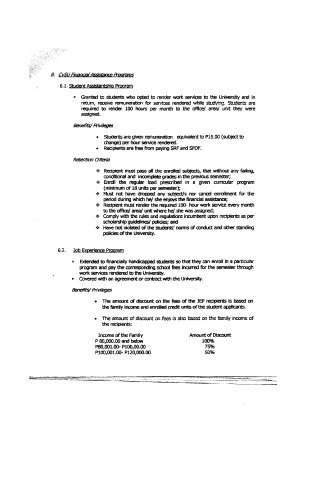 B. CvSU Financial Assistance Programs
6.1. Student Assistantship Program
• Granted to students who opted to render work services to the University and in
return, receive remuneration for services rendered while studying. Students are
required to render 100 hours per month to the office/ area/ unit they were
assigned.
Benefits/ Privileges
• Students are given remuneration equivalent to P15.00 (subject to
change) per hour service rendered.
• Recipients are free from paying SRF and SFDF.
Retention Criteria
❖ Recipient must pass all the enrolled subjects, that without any failing,
conditional and incomplete grades in the previous semester;
❖ Enroll the regular load prescribed in a given curricular program
(minimum of 18 units per semester);
❖ Must not have dropped any subject/s nor cancel enrollment for the
period during which he/ she enjoys the financial assistance;
❖ Recipient must render the required 100- hour work service every month
to the office/ area/ unit where he/ she was assigned;
❖ Comply with the rules and regulations incumbent upon recipients as per
scholarship guidelines/ policies; and
❖ Have not violated of the students' norms of conduct and other standing
policies of the University.
6.2. Job Experience Program
• Extended to financially handicapped students so that they can enroll in a particular
program and pay the corresponding school fees incurred for the semester through
work services rendered to the University.
• Covered with an agreement or contract with the University.
Benefits/ Privileges
• The amount of discount on the fees of the JEP recipients is based on
the family income and enrolled credit units of the student applicants.
• The amount of discount on fees is also based on the family income of
the recipients:
Income of the Family Amount of Discount
P 80,000.00 and below 100%
P80,001.00- P100,00.00 75%
P100,001.00- P120,000.00 50%